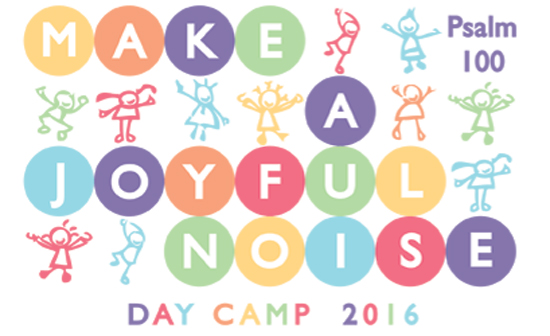 MAKE
Psalm
100
A
JOYFUL
NOISE
DAY CAMP 2016